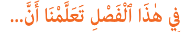 فِي هٰذَا ٱلْفَصْلِ تَعَلَّمْنَا أَنَّ...